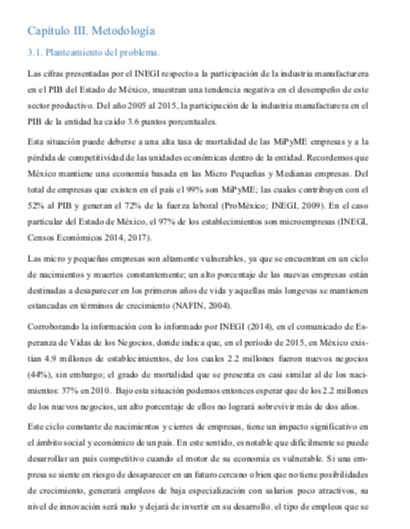 Capítulo III. Metodología
3.1. Planteamiento del problema.
Las cifras presentadas por el INEGI respecto a la participación de la industria manufacturera
en el PIB del Estado de México, muestran una tendencia negativa en el desempeño de este
sector productivo. Del año 2005 al 2015, la participación de la industria manufacturera en el
PIB de la entidad ha caído 3.6 puntos porcentuales.
Esta situación puede deberse a una alta tasa de mortalidad de las MiPyME empresas y a la
pérdida de competitividad de las unidades económicas dentro de la entidad. Recordemos que
México mantiene una economía basada en las Micro Pequeñas y Medianas empresas. Del
total de empresas que existen en el país el 99% son MiPyME; las cuales contribuyen con el
52% al PIB y generan el 72% de la fuerza laboral (ProMéxico; INEGI, 2009). En el caso
particular del Estado de México, el 97% de los establecimientos son microempresas (INEGI,
Censos Económicos 2014, 2017).
Las micro y pequeñas empresas son altamente vulnerables, ya que se encuentran en un ciclo
de nacimientos y muertes constantemente; un alto porcentaje de las nuevas empresas están
destinadas a desaparecer en los primeros años de vida y aquellas más longevas se mantienen
estancadas en términos de crecimiento (NAFIN, 2004).
Corroborando la información con lo informado por INEGI (2014), en el comunicado de Es-
peranza de Vidas de los Negocios, donde indica que, en el período de 2015, en México exis-
tían 4.9 millones de establecimientos, de los cuales 2.2 millones fueron nuevos negocios
(44%), sin embargo; el grado de mortalidad que se presenta es casi similar al de los naci-
mientos: 37% en 2010. Bajo esta situación podemos entonces esperar que de los 2.2 millones
de los nuevos negocios, un alto porcentaje de ellos no logrará sobrevivir más de dos años.
Este ciclo constante de nacimientos y cierres de empresas, tiene un impacto significativo en
el ámbito social y económico de un país. En este sentido, es notable que difícilmente se puede
desarrollar un país competitivo cuando el motor de su economía es vulnerable. Si una em-
presa se siente en riesgo de desaparecer en un futuro cercano o bien que no tiene posibilidades
de crecimiento, generará empleos de baja especialización con salarios poco atractivos, su
nivel de innovación será nulo y dejará de invertir en su desarrollo, el tipo de empleos que se